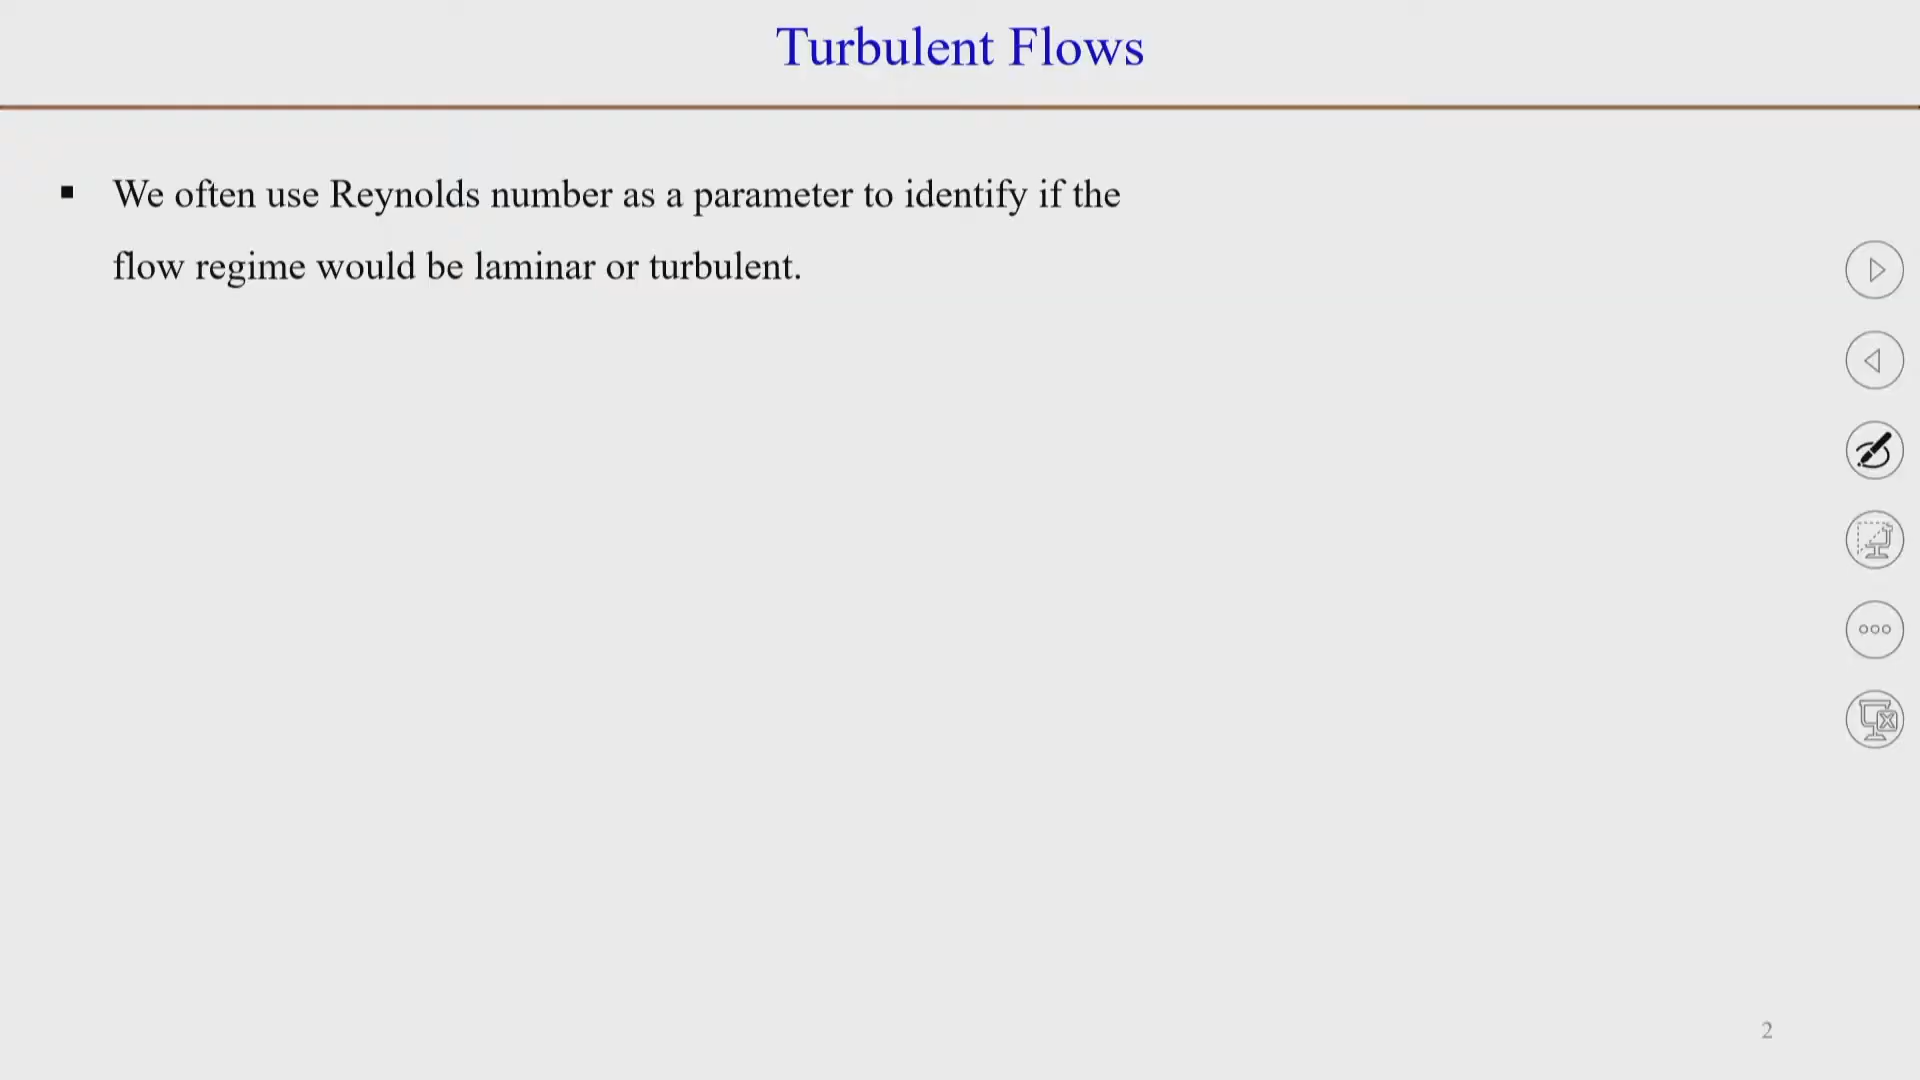 Turbulent Flows
▪ We often use Reynolds number as a parameter to identify if the
flow regime would be laminar or turbulent.
2